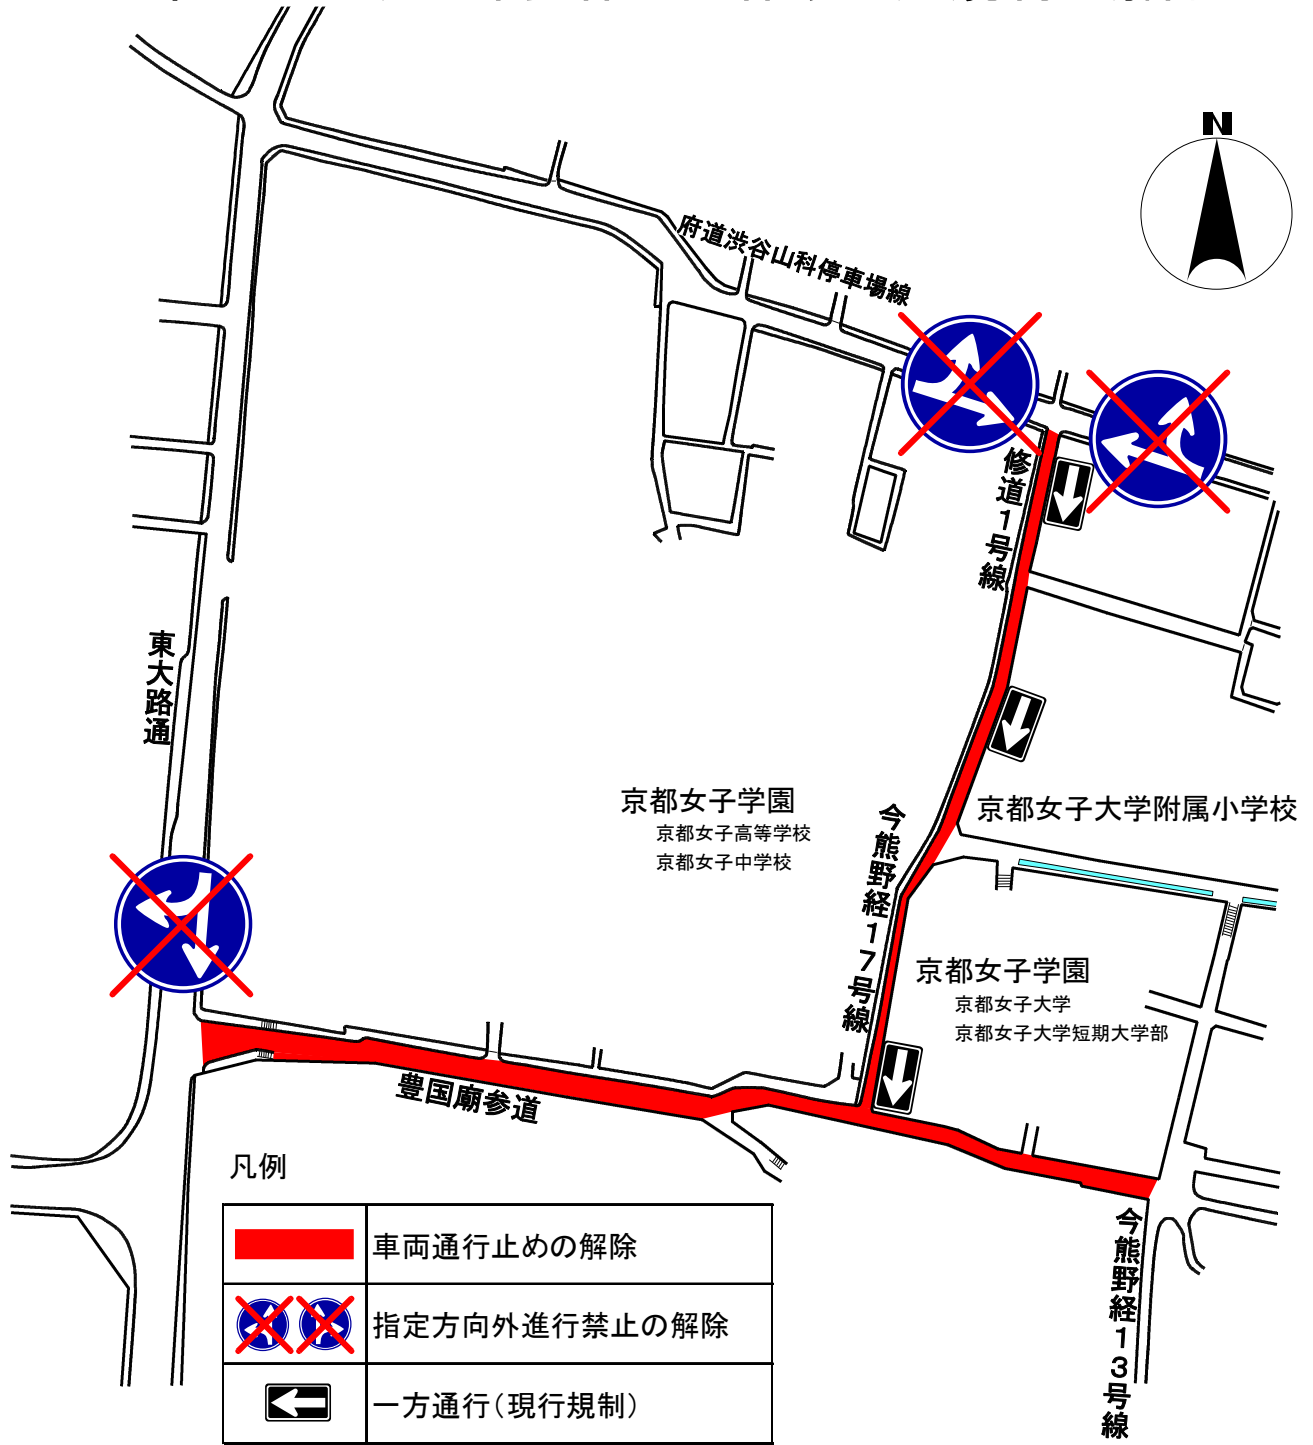 N
府道渋谷山科停車場線
修道1号線
東大路通
京都女子学園
京都女子高等学校
京都女子中学校
今熊野経17号線
京都女子大学附属小学校
京都女子学園
京都女子大学
京都女子大学短期大学部
豊国廟参道
今熊野経13号線
凡例
車両通行止めの解除
指定方向外進行禁止の解除
一方通行(現行規制)